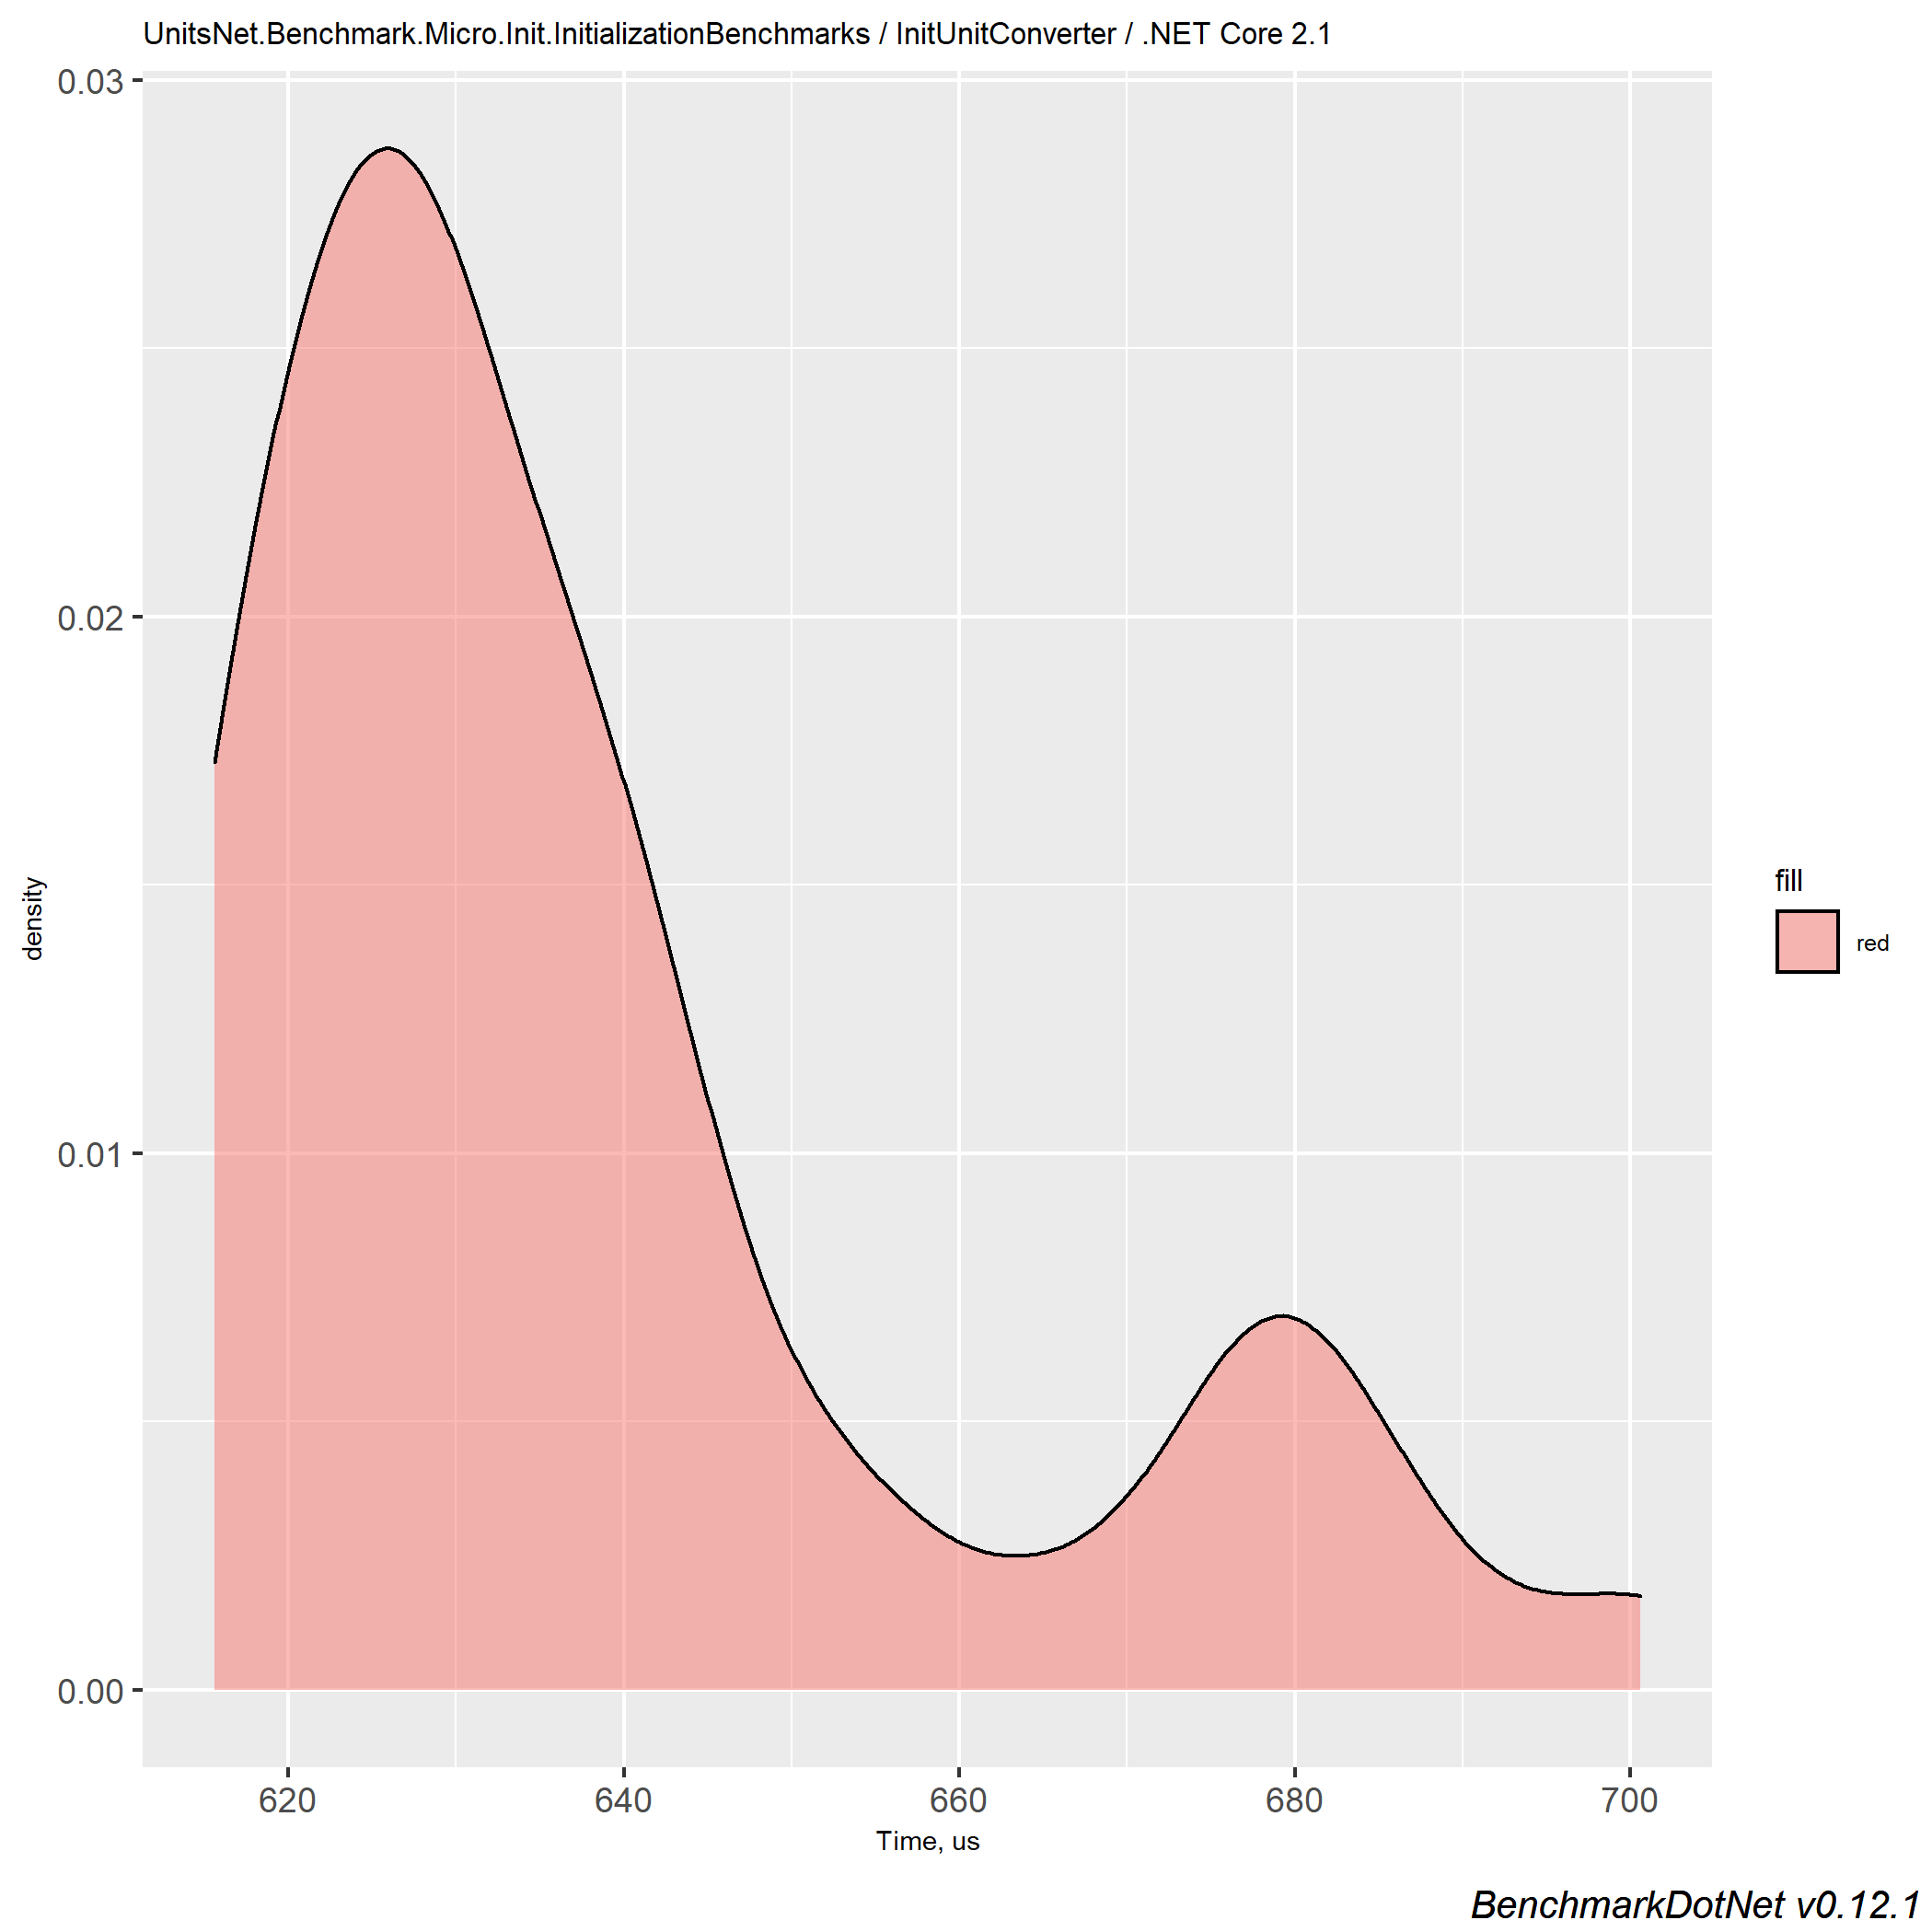 UnitsNet.Benchmark.Micro.Init.InitializationBenchmarks / InitUnitConverter / .NET Core 2.1
0.03
0.02
0.01
0.00
density
620 640 660 680 700
Time, us
fill
red
BenchmarkDotNet v0.12.1